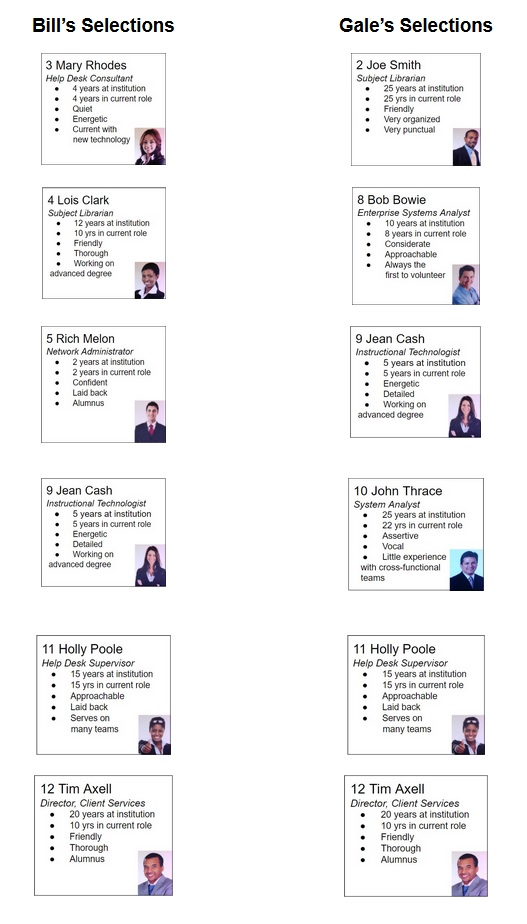 Bill's Selections
3 Mary Rhodes
Help Desk Consultant
● 4 years at institution
● 4 years in current role
● Quiet
● Energetic
● Current with
new technology
4 Lois Clark
Subject Librarian
● 12 years at institution
● 10 yrs in current role
● Friendly
● Thorough
● Working on
advanced degree
5 Rich Melon
Network Administrator
● 2 years at institution
● 2 years in current role
● Confident
● Laid back
● Alumnus
9 Jean Cash
Instructional Technologist
● 5 years at institution
● 5 years in current role
● Energetic
● Detailed
● Working on
advanced degree
11 Holly Poole
Help Desk Supervisor
● 15 years at institution
● 15 yrs in current role
● Approachable
● Laid back
● Serves on
many teams
12 Tim Axell
Director, Client Services
● 20 years at institution
● 10 yrs in current role
● Friendly
● Thorough
● Alumnus
Gale's Selections
2 Joe Smith
Subject Librarian
● 25 years at institution
● 25 yrs in current role
● Friendly
● Very organized
● Very punctual
8 Bob Bowie
Enterprise Systems Analyst
● 10 years at institution
● 8 years in current role
● Considerate
● Approachable
● Always the
first to volunteer
9 Jean Cash
Instructional Technologist
● 5 years at institution
● 5 years in current role
● Energetic
● Detailed
● Working on
advanced degree
10 John Thrace
System Analyst
● 25 years at institution
● 22 yrs in current role
● Assertive
● Vocal
● Little experience
with cross-functional
teams
11 Holly Poole
Help Desk Supervisor
● 15 years at institution
● 15 yrs in current role
● Approachable
● Laid back
● Serves on
many teams
12 Tim Axell
Director, Client Services
● 20 years at institution
● 10 yrs in current role
● Friendly
● Thorough
● Alumnus